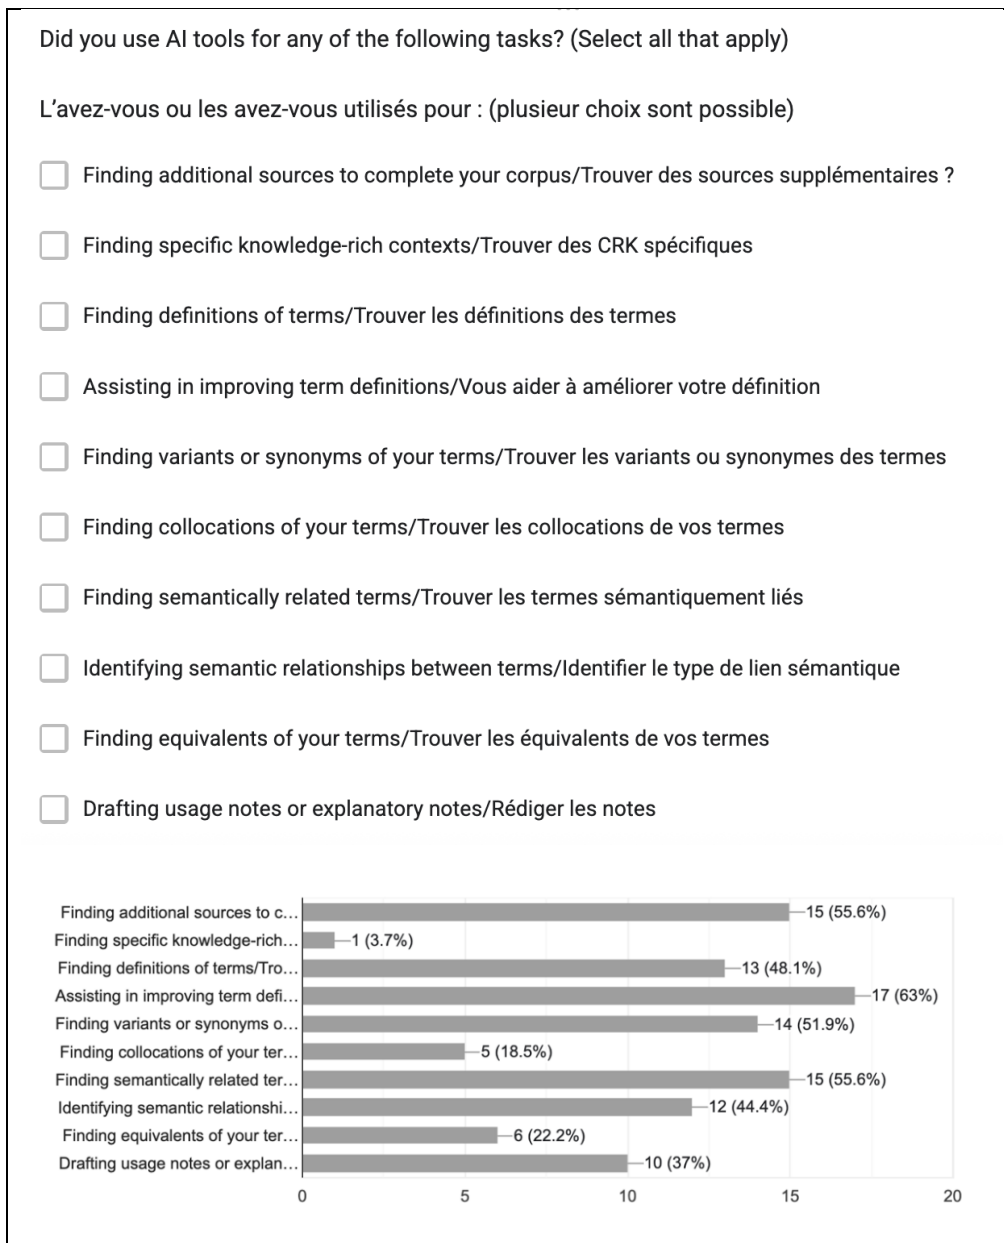 Did you use AI tools for any of the following tasks? (Select all that apply)
L'avez-vous ou les avez-vous utilisés pour : (plusieur choix sont possible)
Finding additional sources to complete your corpus/Trouver des sources supplémentaires ?
Finding specific knowledge-rich contexts/Trouver des CRK spécifiques
Finding definitions of terms/Trouver les définitions des termes
Assisting in improving term definitions/Vous aider à améliorer votre définition
Finding variants or synonyms of your terms/Trouver les variants ou synonymes des termes
Finding collocations of your terms/Trouver les collocations de vos termes
Finding semantically related terms/Trouver les termes sémantiquement liés
Identifying semantic relationships between terms/Identifier le type de lien sémantique
Finding equivalents of your terms/Trouver les équivalents de vos termes
Drafting usage notes or explanatory notes/Rédiger les notes
Finding additional sources to c... 15 (55.6%)
Finding specific knowledge-rich... 1 (3.7%)
Finding definitions of terms/Tro... 13 (48.1%)
Assisting in improving term defi... 17 (63%)
Finding variants or synonyms o... 14 (51.9%)
Finding collocations of your ter... 5 (18.5%)
Finding semantically related ter... 15 (55.6%)
Identifying semantic relationshi... 12 (44.4%)
Finding equivalents of your ter... 6 (22.2%)
Drafting usage notes or explan... 10 (37%)
0 5 10 15 20